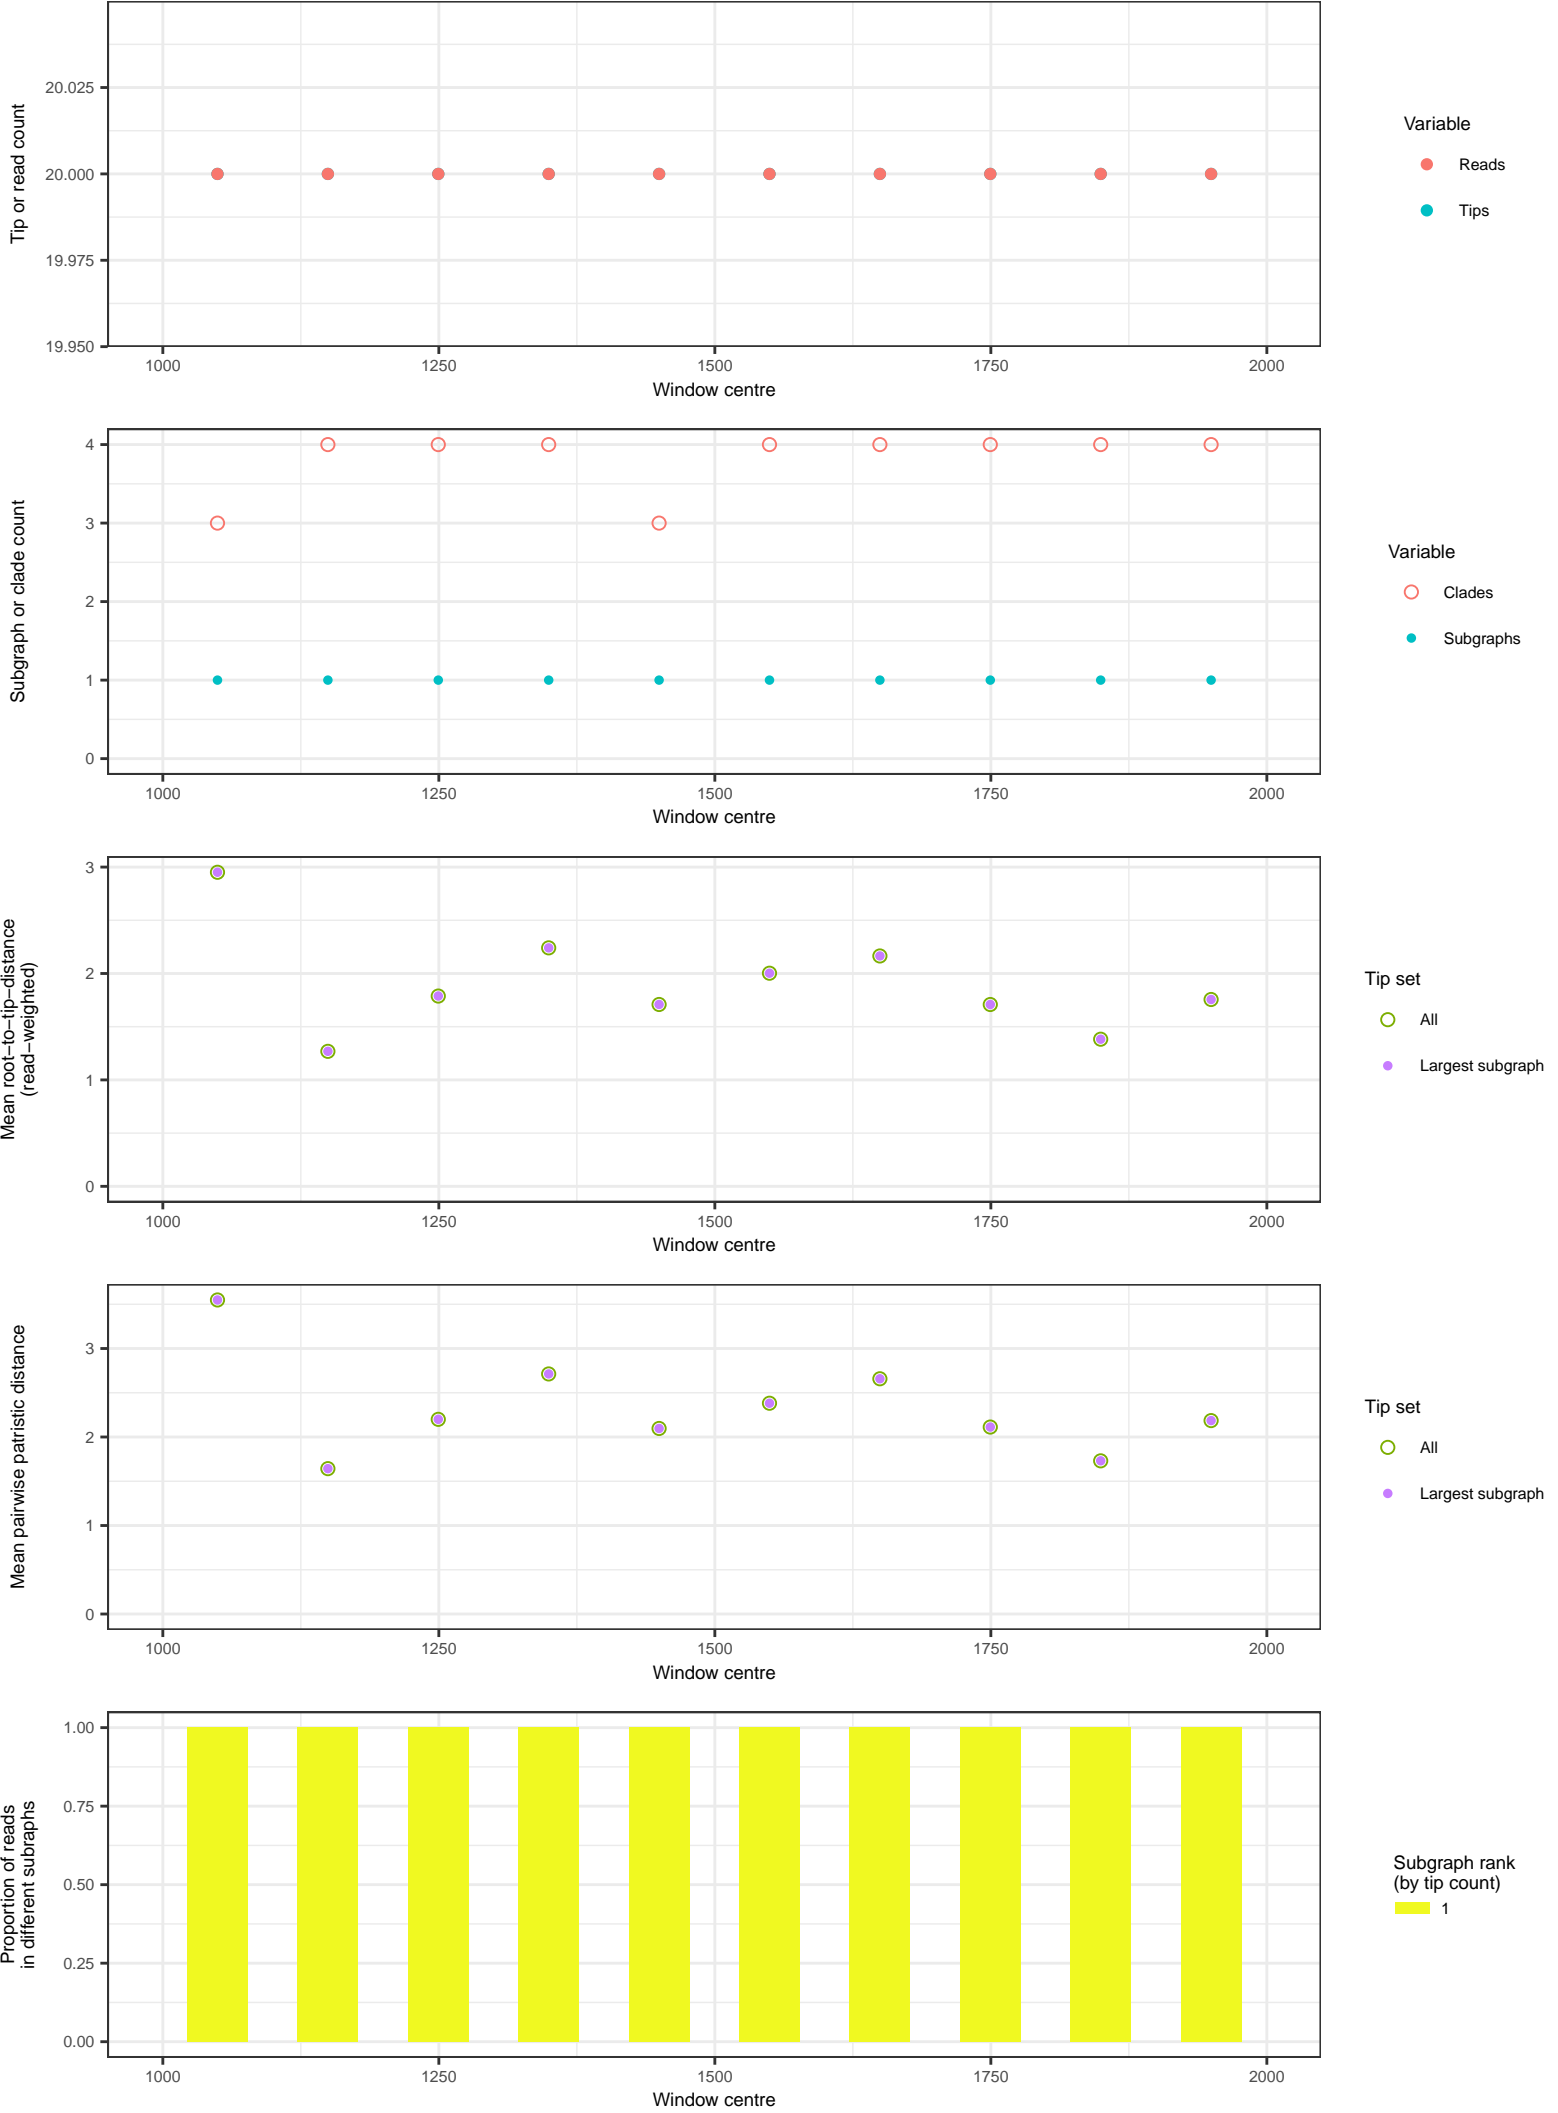 Tip or read count
20.025
20.000
19.975
19.950
1000 1250 1500 1750 2000
Window centre
Variable
Reads
Tips
Subgraph or clade count
4
3
2
1
0
1000 1250 1500 1750 2000
Window centre
Variable
Clades
Subgraphs
Mean root−to−tip−distance
(read−weighted)
3
2
1
0
1000 1250 1500 1750 2000
Window centre
Tip set
All
Largest subgraph
Mean pairwise patristic distance
3
2
1
0
1000 1250 1500 1750 2000
Window centre
Tip set
All
Largest subgraph
Proportion of reads
in different subraphs
1.00
0.75
0.50
0.25
0.00
1000 1250 1500 1750 2000
Window centre
Subgraph rank
(by tip count)
1